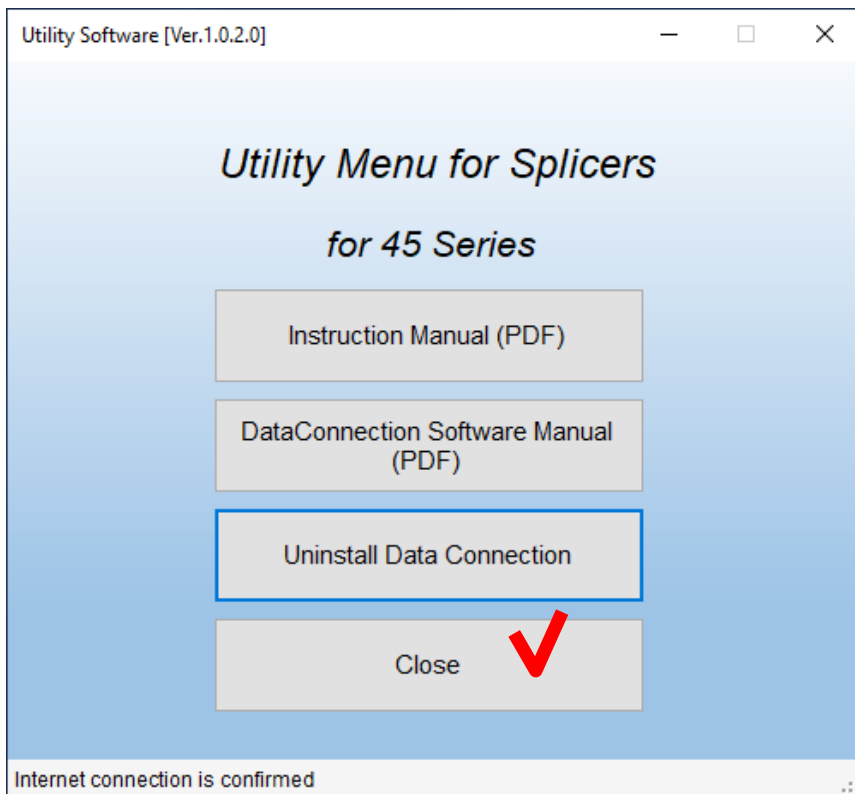 Utility Software [Ver.1.0.2.0]
Utility Menu for Splicers
for 45 Series
Instruction Manual (PDF)
DataConnection Software Manual
(PDF)
Uninstall Data Connection
Close
Internet connection is confirmed